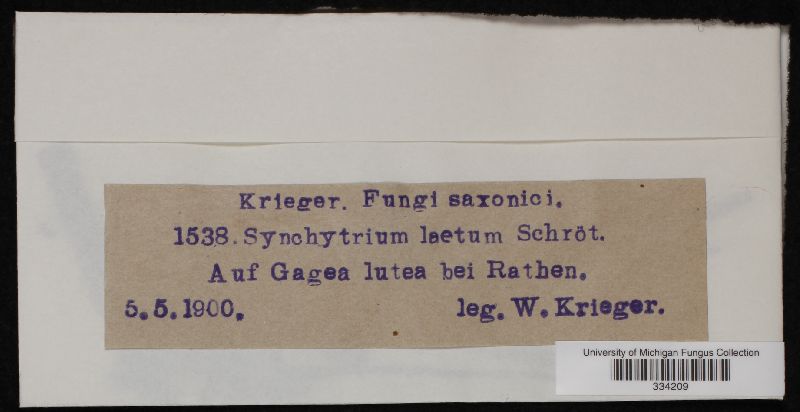 Krieger. Fungi saxonici.
1538. Synchytrium laetum Schröt.
Auf Gagea lutea bei Rathen.
5.5.1900. leg. W. Krieger.
University of Michigan Fungus Collection
334209